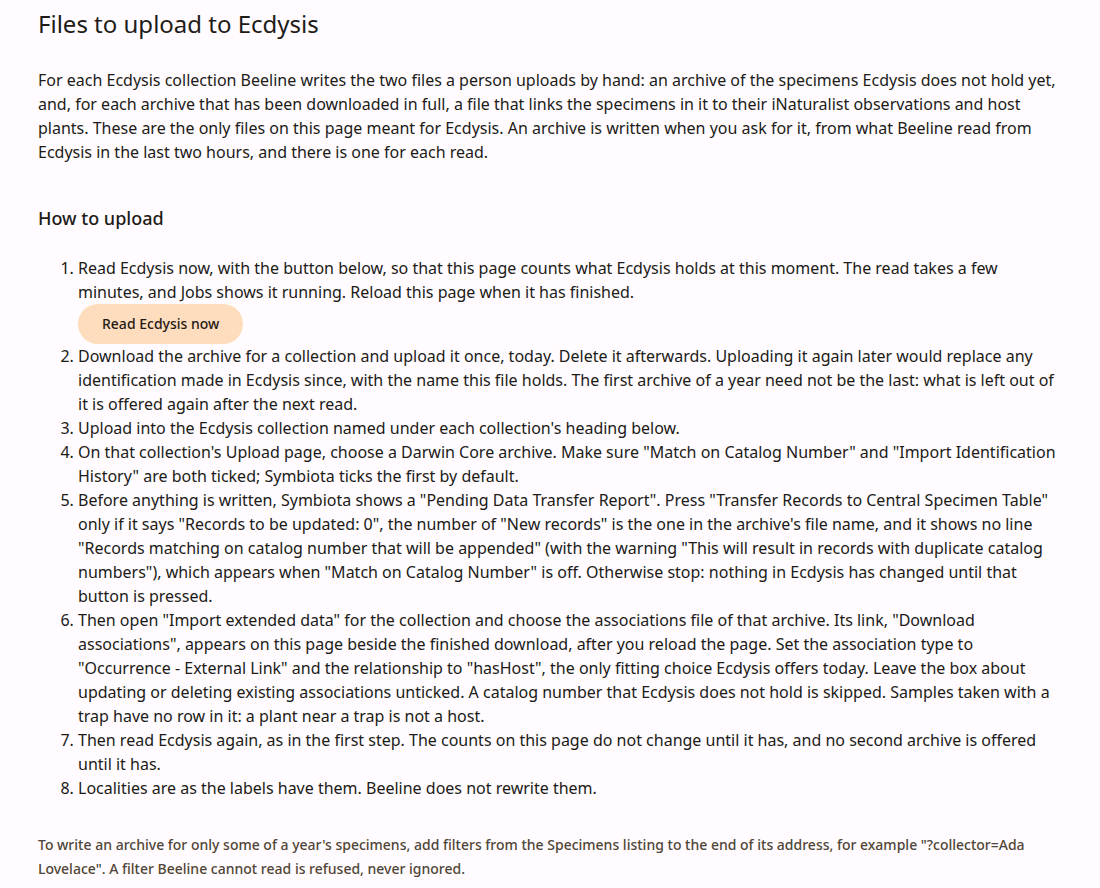 Files to upload to Ecdysis
For each Ecdysis collection Beeline writes the two files a person uploads by hand: an archive of the specimens Ecdysis does not hold yet,
and, for each archive that has been downloaded in full, a file that links the specimens in it to their iNaturalist observations and host
plants. These are the only files on this page meant for Ecdysis. An archive is written when you ask for it, from what Beeline read from
Ecdysis in the last two hours, and there is one for each read.
How to upload
1. Read Ecdysis now, with the button below, so that this page counts what Ecdysis holds at this moment. The read takes a few
minutes, and Jobs shows it running. Reload this page when it has finished.
Read Ecdysis now
2. Download the archive for a collection and upload it once, today. Delete it afterwards. Uploading it again later would replace any
identification made in Ecdysis since, with the name this file holds. The first archive of a year need not be the last: what is left out of
it is offered again after the next read.
3. Upload into the Ecdysis collection named under each collection's heading below.
4. On that collection's Upload page, choose a Darwin Core archive. Make sure "Match on Catalog Number" and "Import Identification
History" are both ticked; Symbiota ticks the first by default.
5. Before anything is written, Symbiota shows a "Pending Data Transfer Report". Press "Transfer Records to Central Specimen Table"
only if it says "Records to be updated: 0", the number of "New records" is the one in the archive's file name, and it shows no line
"Records matching on catalog number that will be appended" (with the warning "This will result in records with duplicate catalog
numbers"), which appears when "Match on Catalog Number" is off. Otherwise stop: nothing in Ecdysis has changed until that
button is pressed.
6. Then open "Import extended data" for the collection and choose the associations file of that archive. Its link, "Download
associations", appears on this page beside the finished download, after you reload the page. Set the association type to
"Occurrence - External Link" and the relationship to "hasHost", the only fitting choice Ecdysis offers today. Leave the box about
updating or deleting existing associations unticked. A catalog number that Ecdysis does not hold is skipped. Samples taken with a
trap have no row in it: a plant near a trap is not a host.
7. Then read Ecdysis again, as in the first step. The counts on this page do not change until it has, and no second archive is offered
until it has.
8. Localities are as the labels have them. Beeline does not rewrite them.
To write an archive for only some of a year's specimens, add filters from the Specimens listing to the end of its address, for example "?collector=Ada
Lovelace". A filter Beeline cannot read is refused, never ignored.